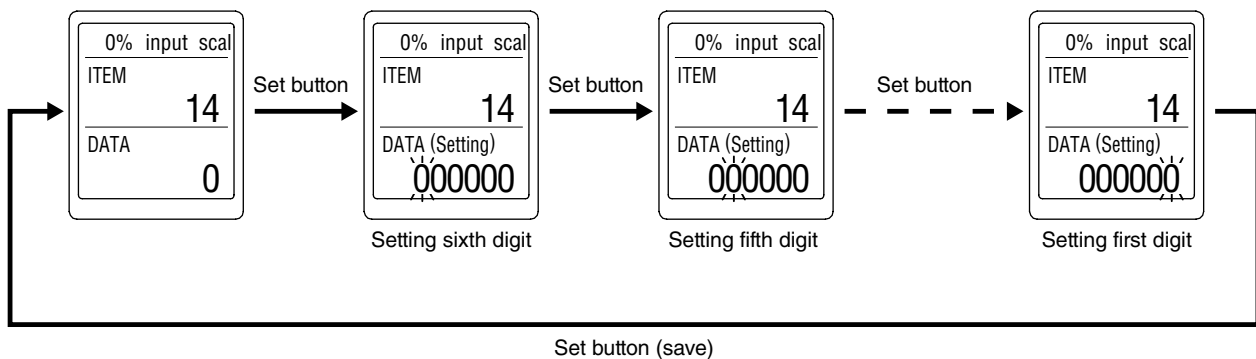 0% input scal
ITEM
14
DATA
0
Set button
0% input scal
ITEM
14
DATA (Setting)
000000
Setting sixth digit
Set button
0% input scal
ITEM
14
DATA (Setting)
000000
Setting fifth digit
Set button
0% input scal
ITEM
14
DATA (Setting)
000000
Setting first digit
Set button (save)